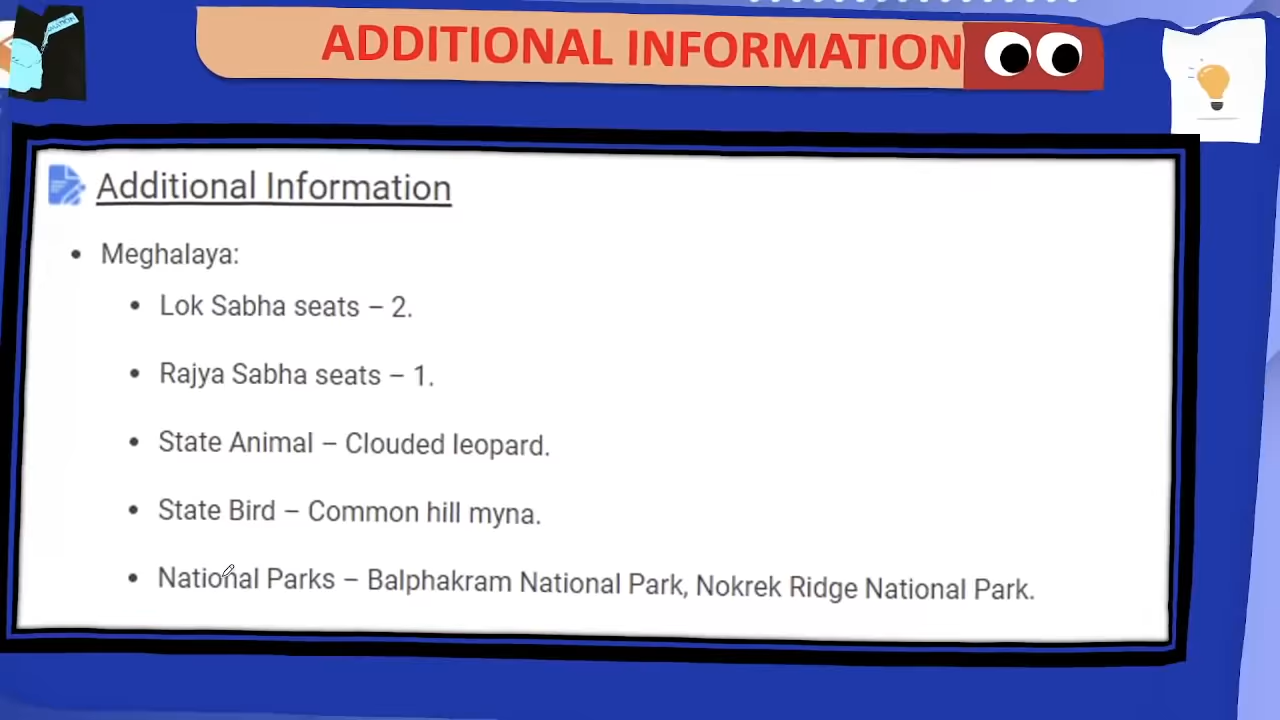 ADDITIONAL INFORMATION
Additional Information
Meghalaya:
Lok Sabha seats – 2.
Rajya Sabha seats – 1.
State Animal – Clouded leopard.
State Bird – Common hill myna.
National Parks – Balphakram National Park, Nokrek Ridge National Park.